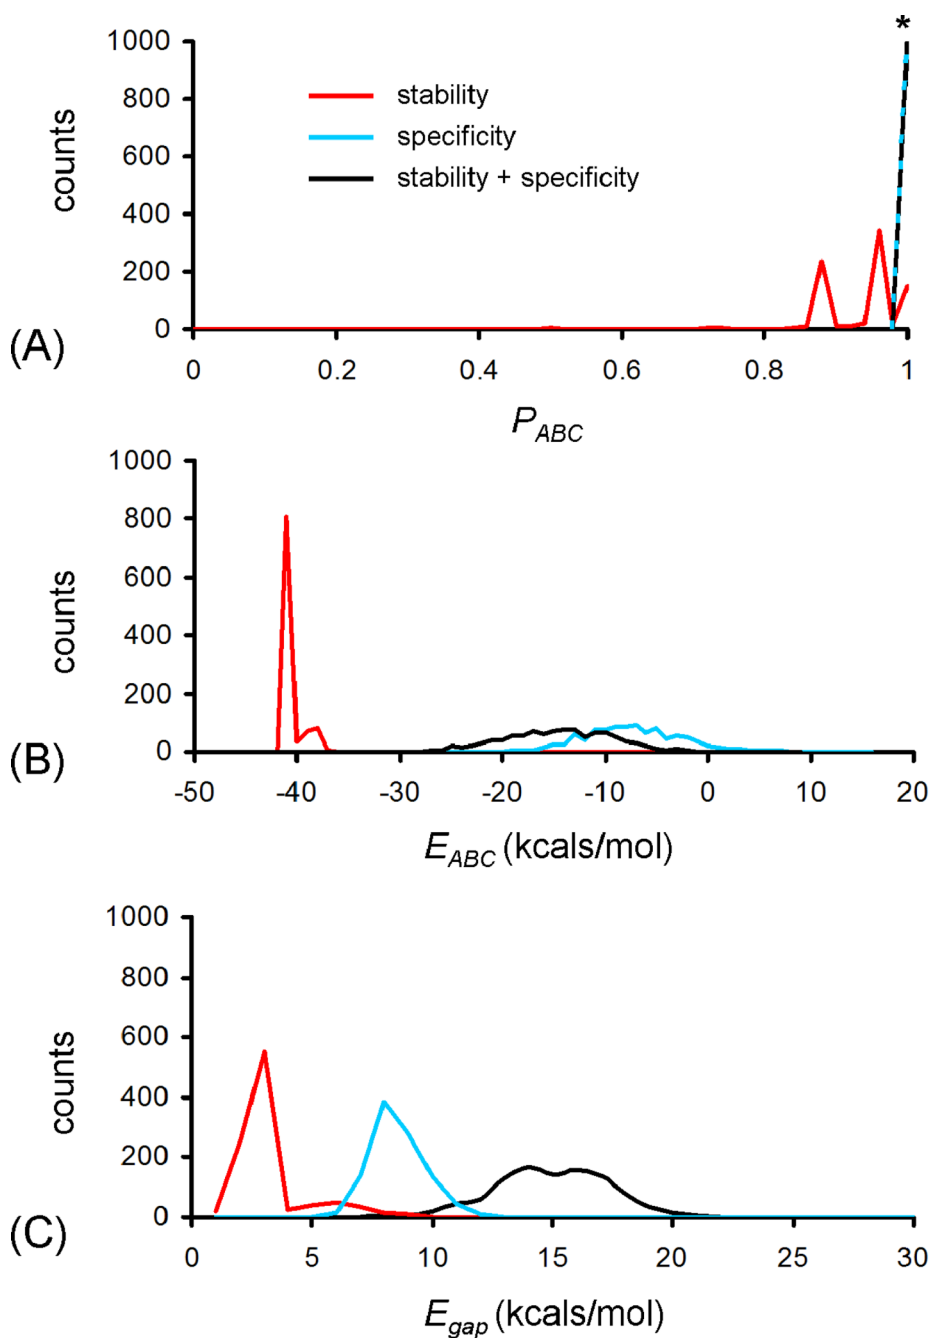 *
1000
800
600
400
200
0
counts
stability
specificity
stability + specificity
(A)
0 0.2 0.4 0.6 0.8 1
P_ABC
1000
800
600
400
200
0
counts
(B)
-50 -40 -30 -20 -10 0 10 20
E_ABC (kcals/mol)
1000
800
600
400
200
0
counts
(C)
0 5 10 15 20 25 30
E_gap (kcals/mol)